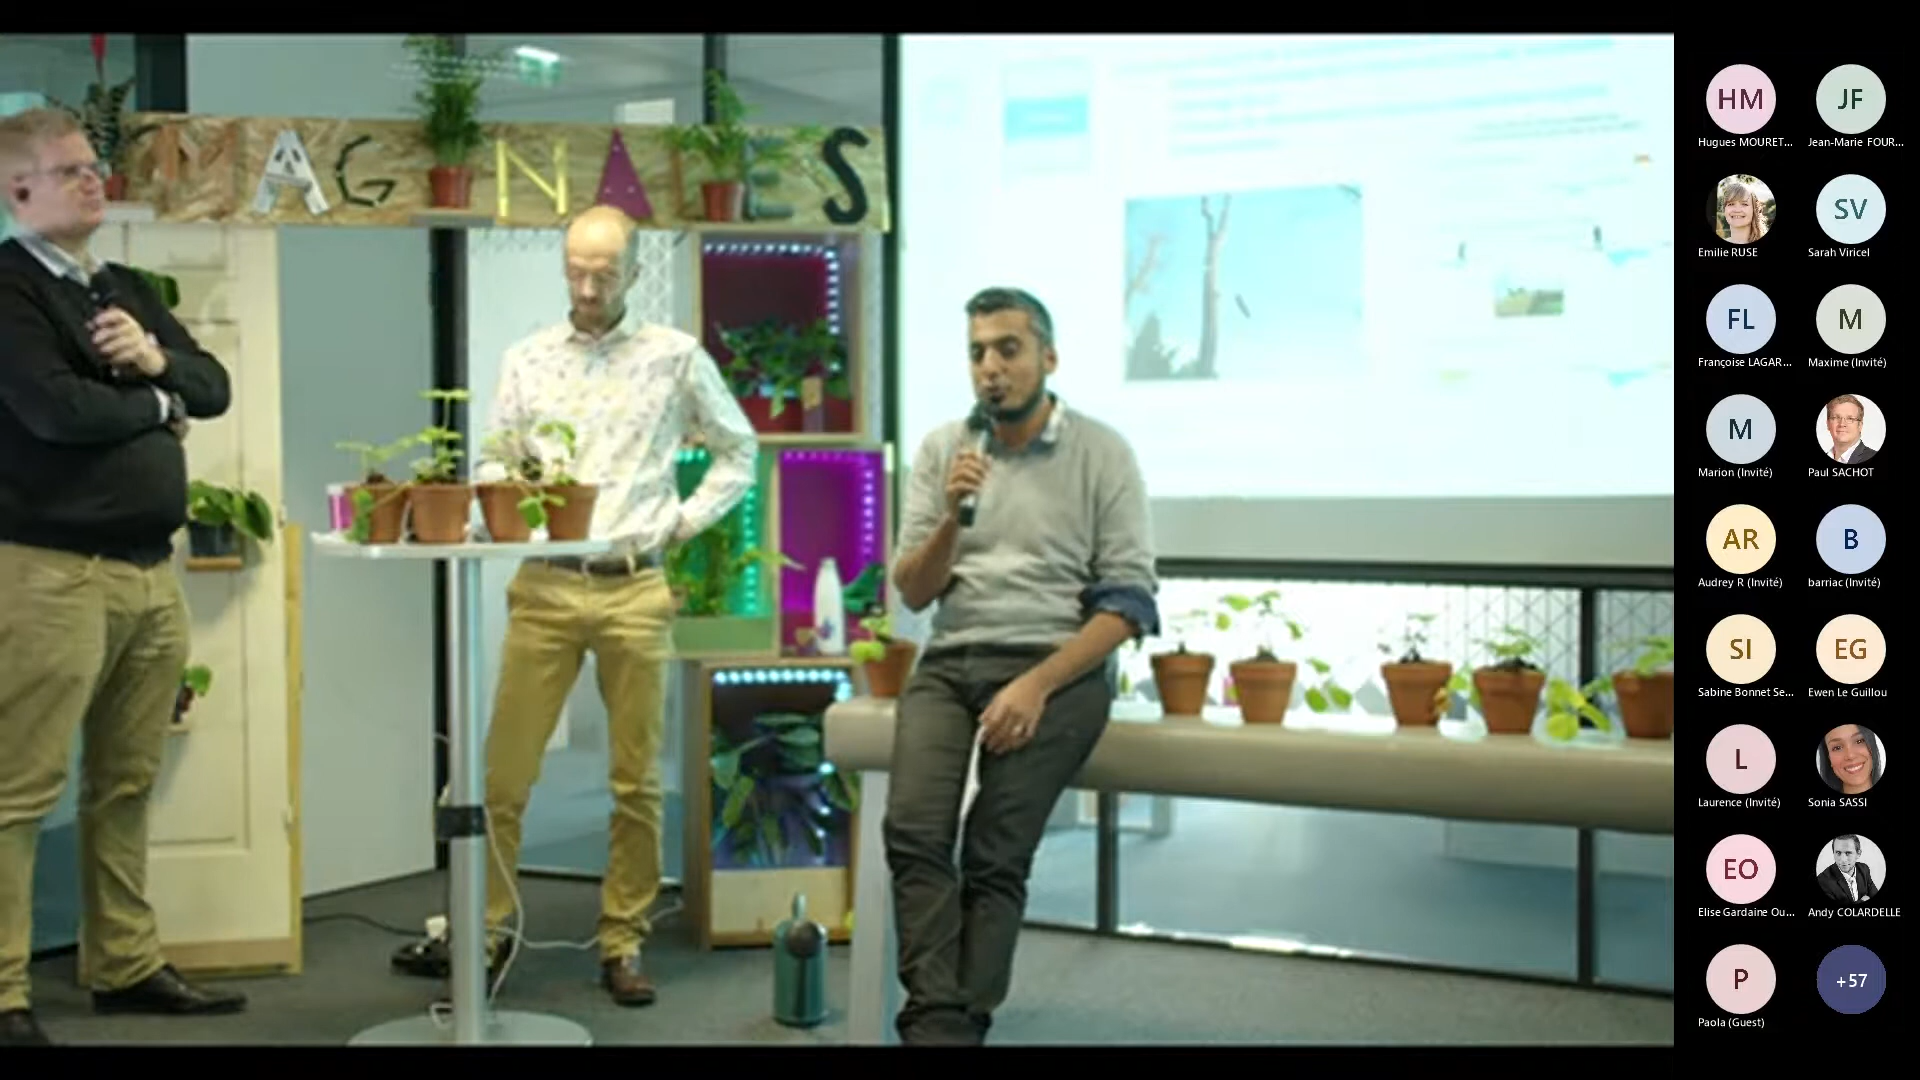 MAG NALES
HM
JF
Hugues MOURET...
Jean-Marie FOUR...
Emilie RUSE
SV
Sarah Viricel
FL
M
Françoise LAGAR...
Maxime (Invité)
M
Marion (Invité)
Paul SACHOT
AR
B
Audrey R (Invité)
barriac (Invité)
SI
EG
Sabine Bonnet Se...
Ewen Le Guillou
L
Laurence (Invité)
Sonia SASSI
EO
Elise Gardaine Ou...
Andy COLARDELLE
P
+57
Paola (Guest)